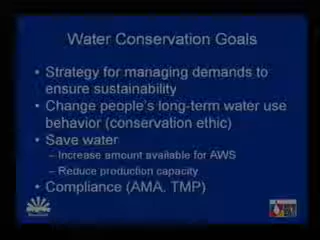 Water Conservation Goals
• Strategy for managing demands to
ensure sustainability
• Change people's long-term water use
behavior (conservation ethic)
• Save water
– Increase amount available for AWS
– Reduce production capacity
• Compliance (AMA, TMP)